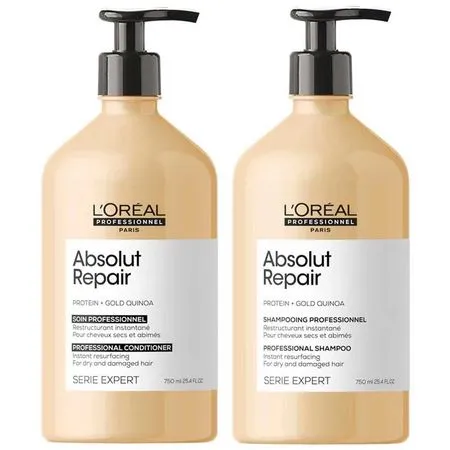 L'ORÉAL
PROFESSIONNEL
PARIS
Absolut
Repair
PROTEIN + GOLD QUINOA
SOIN PROFESSIONNEL
Restructurant instantané
Pour cheveux secs et abimés
PROFESSIONAL CONDITIONER
Instant resurfacing
For dry and damaged hair
SERIE EXPERT
750 ml 25.4 FL.OZ
L'ORÉAL
PROFESSIONNEL
PARIS
Absolut
Repair
PROTEIN + GOLD QUINOA
SHAMPOOING PROFESSIONNEL
Restructurant instantané
Pour cheveux secs et abimés
PROFESSIONAL SHAMPOO
Instant resurfacing
For dry and damaged hair
SERIE EXPERT
750 ml 25.4 FL.OZ